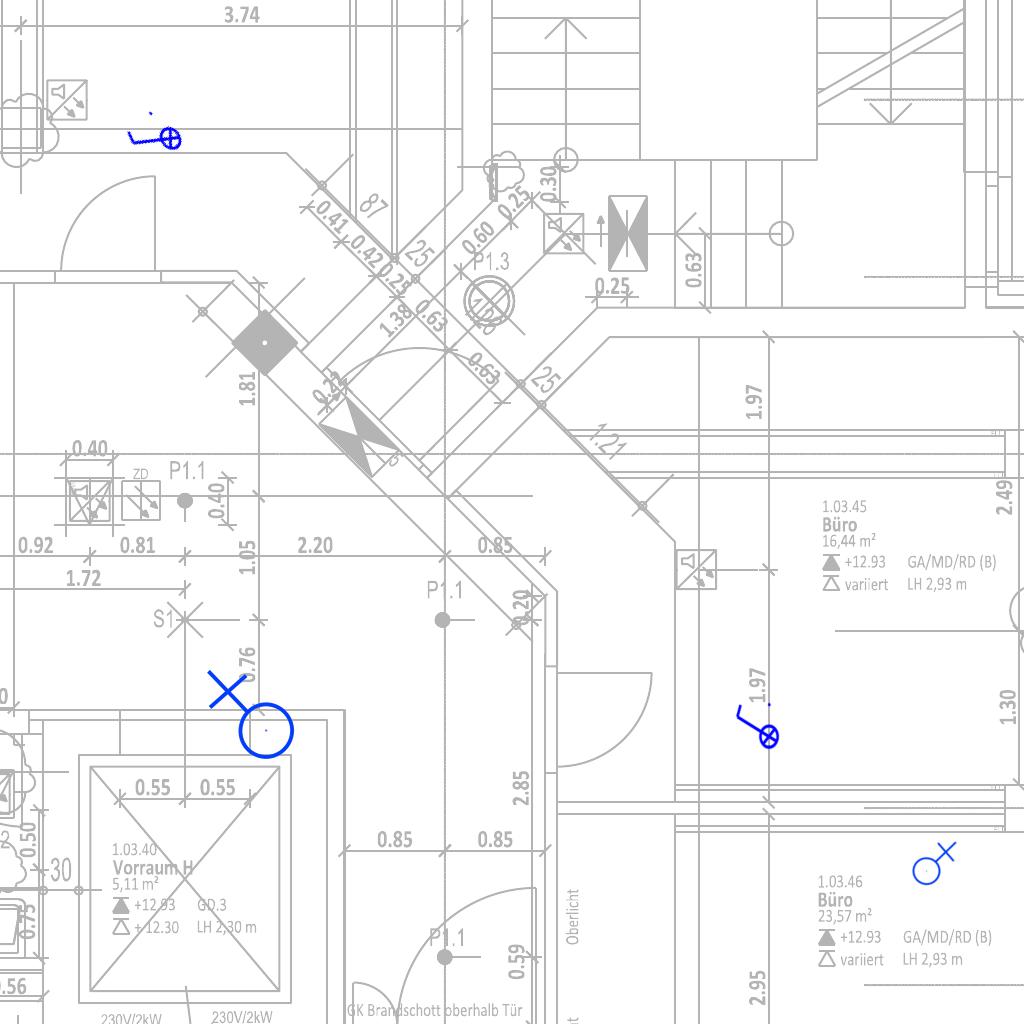 3.74
87
0.41
0.42
0.25
25
0.30
0.25
0.60
P1.3
0.63
0.25
1.38
0.63
0.63
25
1.21
0.22
1.81
1.97
0.40
ZD
P1.1
0.40
2.49
1.03.45
Büro
16,44 m²
+12.93 GA/MD/RD (B)
variiert LH 2,93 m
0.92
0.81
2.20
0.85
1.05
1.72
P1.1
0.20
S1
0.76
1.97
1.30
0.55
0.55
2.85
0.50
1.03.40
Vorraum H
5,11 m²
+12.93 GD.3
+ 12.30 LH 2,30 m
30
0.75
0.85
0.85
Oberlicht
1.03.46
Büro
23,57 m²
+12.93 GA/MD/RD (B)
variiert LH 2,93 m
P1.1
0.59
2.95
0.56
GK Brandschott oberhalb Tür
230V/2kW
230V/2kW